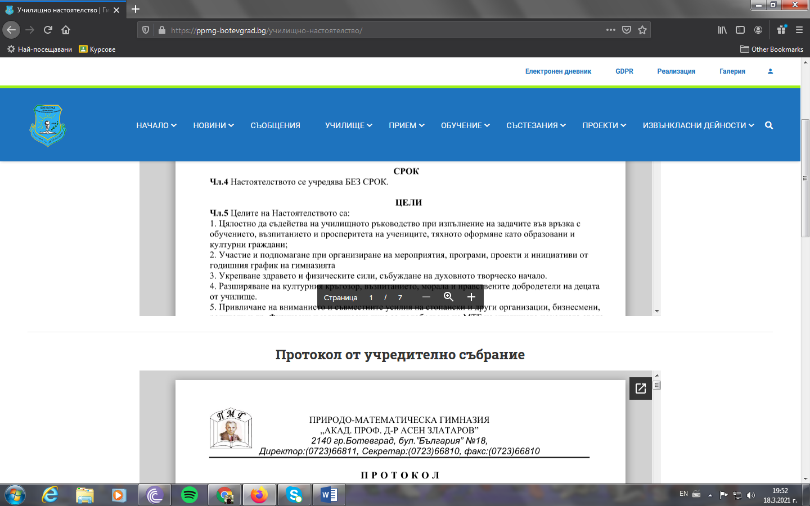 Училищно настоятелство | Пи
https://ppmg-botevgrad.bg/училищно-настоятелство/
Най-посещавани Курсове
Other Bookmarks
Електронен дневник GDPR Реализация Галерия
НАЧАЛО НОВИНИ СЪОБЩЕНИЯ УЧИЛИЩЕ ПРИЕМ ОБУЧЕНИЕ СЪСТЕЗАНИЯ ПРОЕКТИ ИЗВЪНКЛАСНИ ДЕЙНОСТИ
СРОК
Чл.4 Настоятелството се учредява БЕЗ СРОК.
ЦЕЛИ
Чл.5 Целите на Настоятелството са:
1. Цялостно да съдейства на училищното ръководство при изпълнение на задачите във връзка с
обучението, възпитанието и просперитета на учениците, тяхното оформяне като образовани и
културни граждани;
2. Участие и подпомагане при организиране на мероприятия, програми, проекти и инициативи от
годишния график на гимназията
3. Укрепване здравето и физическите сили, събуждане на духовното творческо начало.
4. Разширяване на културния кръгозор, възпитанието, морала и нравствените добродетели на децата
от училище.
5. Привличане на вниманието и съвместните усилия на стопански и други организации, бизнесмени,
Страница 1 / 7
Протокол от учредително събрание
ПМГ
ПРИРОДО-МАТЕМАТИЧЕСКА ГИМНАЗИЯ
„АКАД. ПРОФ. Д-Р АСЕН ЗЛАТАРОВ"
2140 гр.Ботевград, бул."България" №18,
Директор:(0723)66811, Секретар:(0723)66810, факс:(0723)66810
П Р О Т О К О Л
EN
19:52
18.3.2021 г.